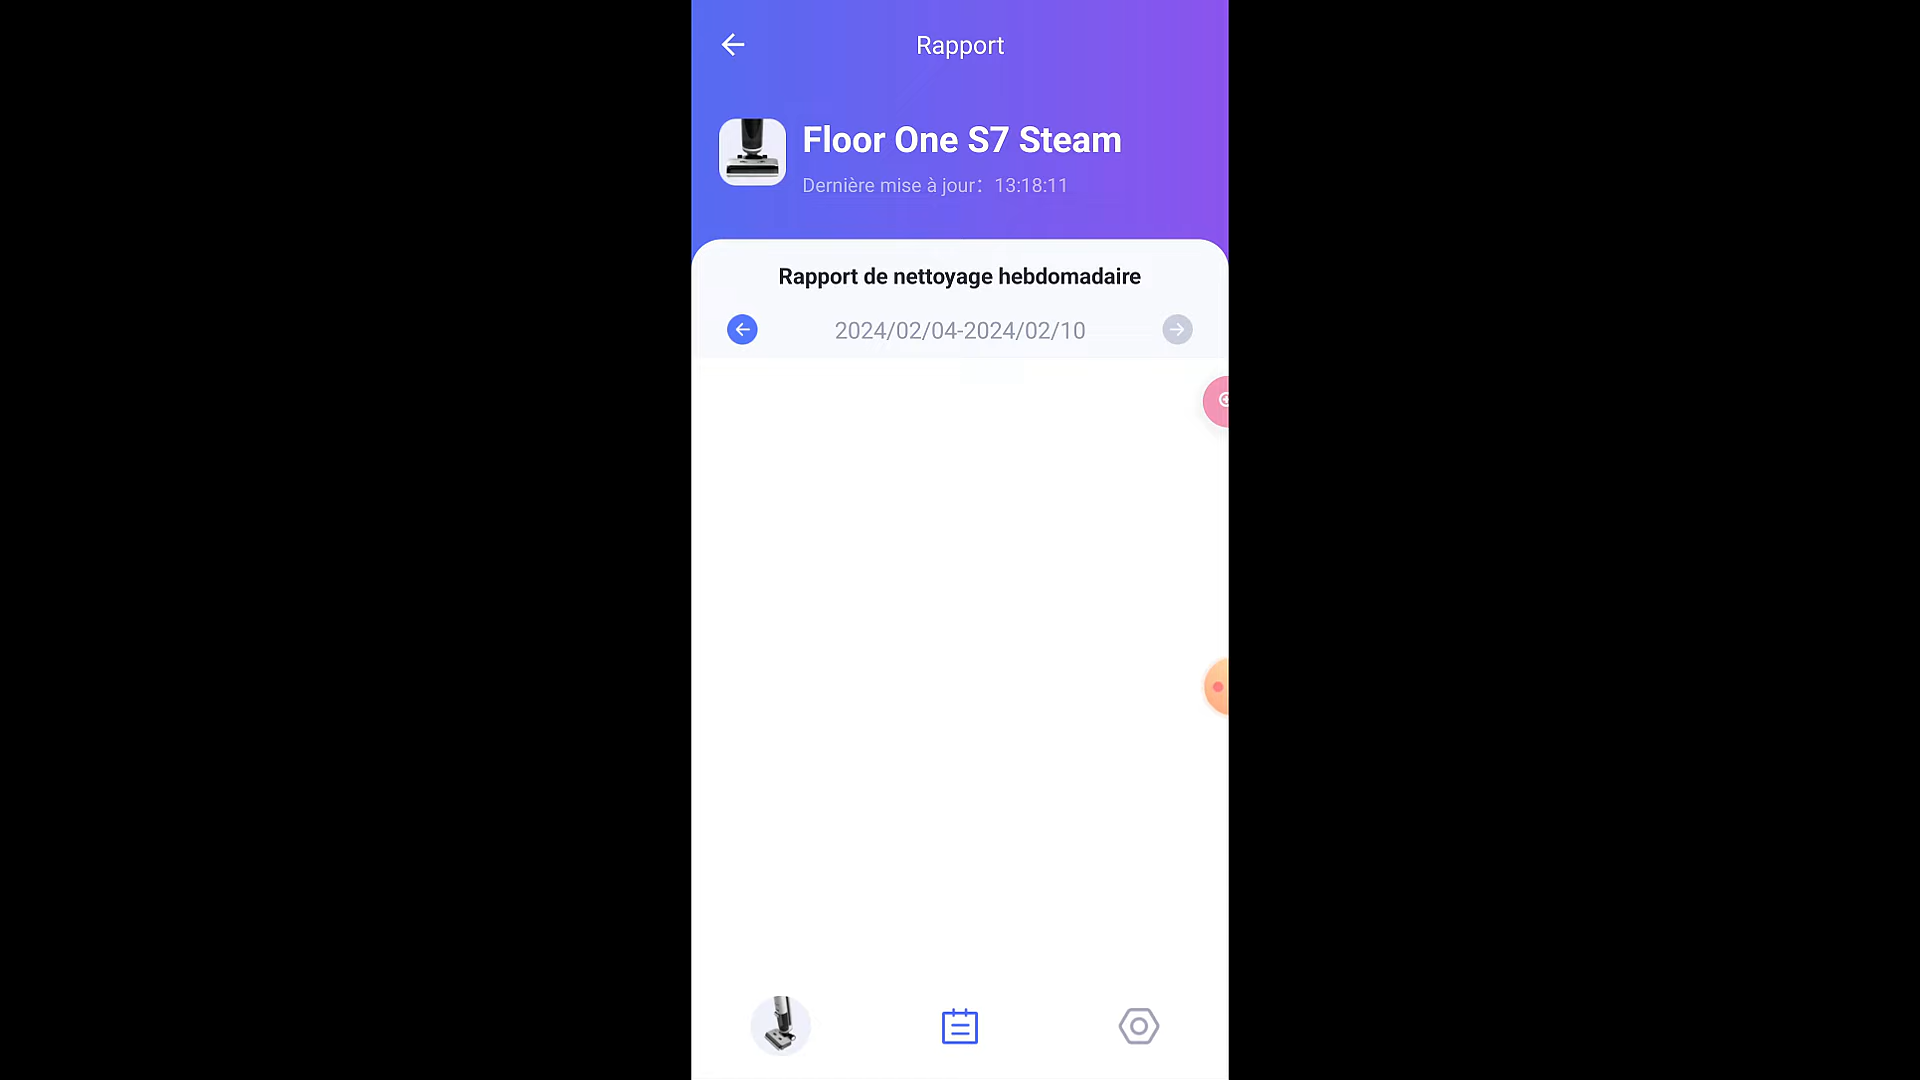 Rapport
Floor One S7 Steam
Dernière mise à jour： 13:18:11
Rapport de nettoyage hebdomadaire
2024/02/04-2024/02/10